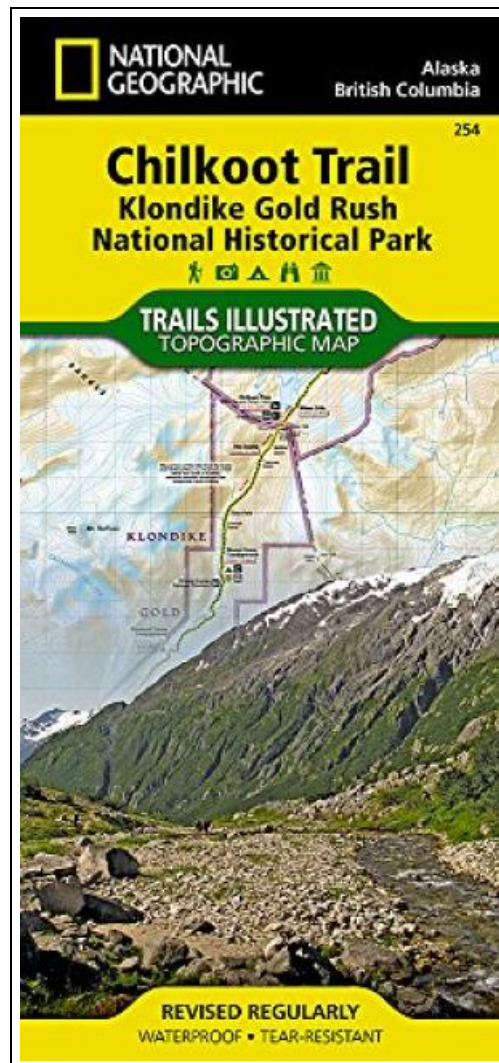 NATIONAL
GEOGRAPHIC
Alaska
British Columbia
254
Chilkoot Trail
Klondike Gold Rush
National Historical Park
TRAILS ILLUSTRATED
TOPOGRAPHIC MAP
KLONDIKE
GOLD
REVISED REGULARLY
WATERPROOF • TEAR-RESISTANT